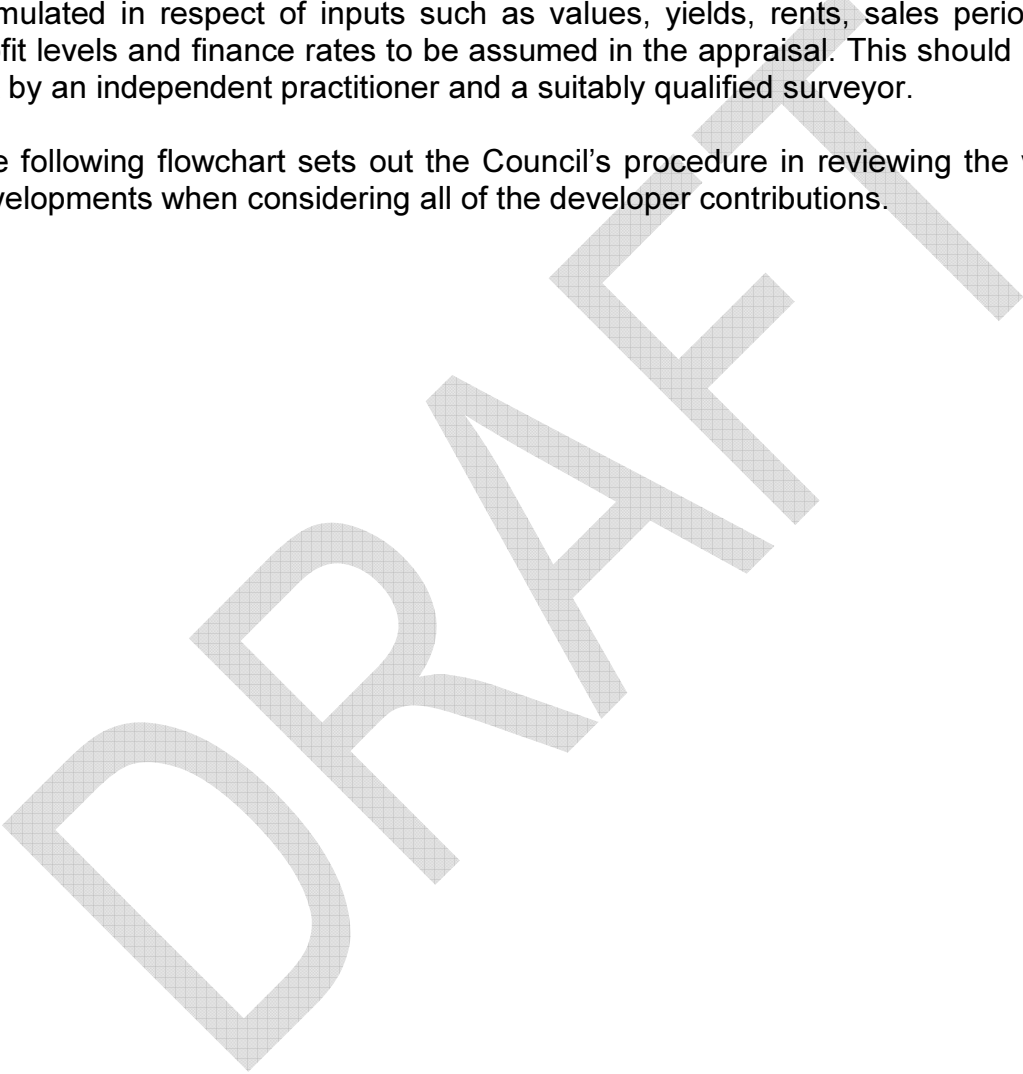 mulated in respect of inputs such as values, yields, rents, sales perio
fit levels and finance rates to be assumed in the appraisal. This should
by an independent practitioner and a suitably qualified surveyor.
e following flowchart sets out the Council's procedure in reviewing the
velopments when considering all of the developer contributions.
DRAFT